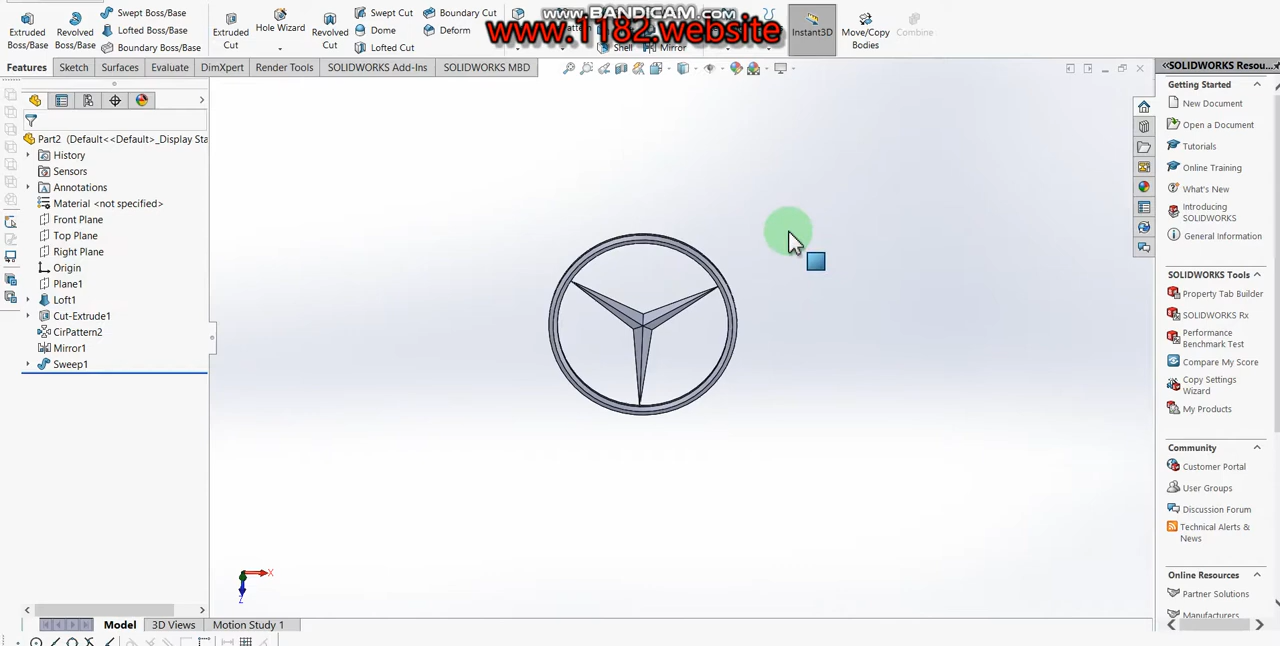 www.BANDICAM.com
www.1182.website
Extruded Boss/Base
Revolved Boss/Base
Swept Boss/Base
Lofted Boss/Base
Boundary Boss/Base
Extruded Cut
Hole Wizard
Revolved Cut
Swept Cut
Dome
Lofted Cut
Boundary Cut
Deform
Shell
Mirror
Instant3D
Move/Copy Bodies
Combine
Features
Sketch
Surfaces
Evaluate
DimXpert
Render Tools
SOLIDWORKS Add-Ins
SOLIDWORKS MBD
Part2 (Default<<Default>_Display Sta
History
Sensors
Annotations
Material <not specified>
Front Plane
Top Plane
Right Plane
Origin
Plane1
Loft1
Cut-Extrude1
CirPattern2
Mirror1
Sweep1
X
Z
Model
3D Views
Motion Study 1
SOLIDWORKS Resou...
Getting Started
New Document
Open a Document
Tutorials
Online Training
What's New
Introducing
SOLIDWORKS
General Information
SOLIDWORKS Tools
Property Tab Builder
SOLIDWORKS Rx
Performance
Benchmark Test
Compare My Score
Copy Settings
Wizard
My Products
Community
Customer Portal
User Groups
Discussion Forum
Technical Alerts &
News
Online Resources
Partner Solutions
Manufacturers